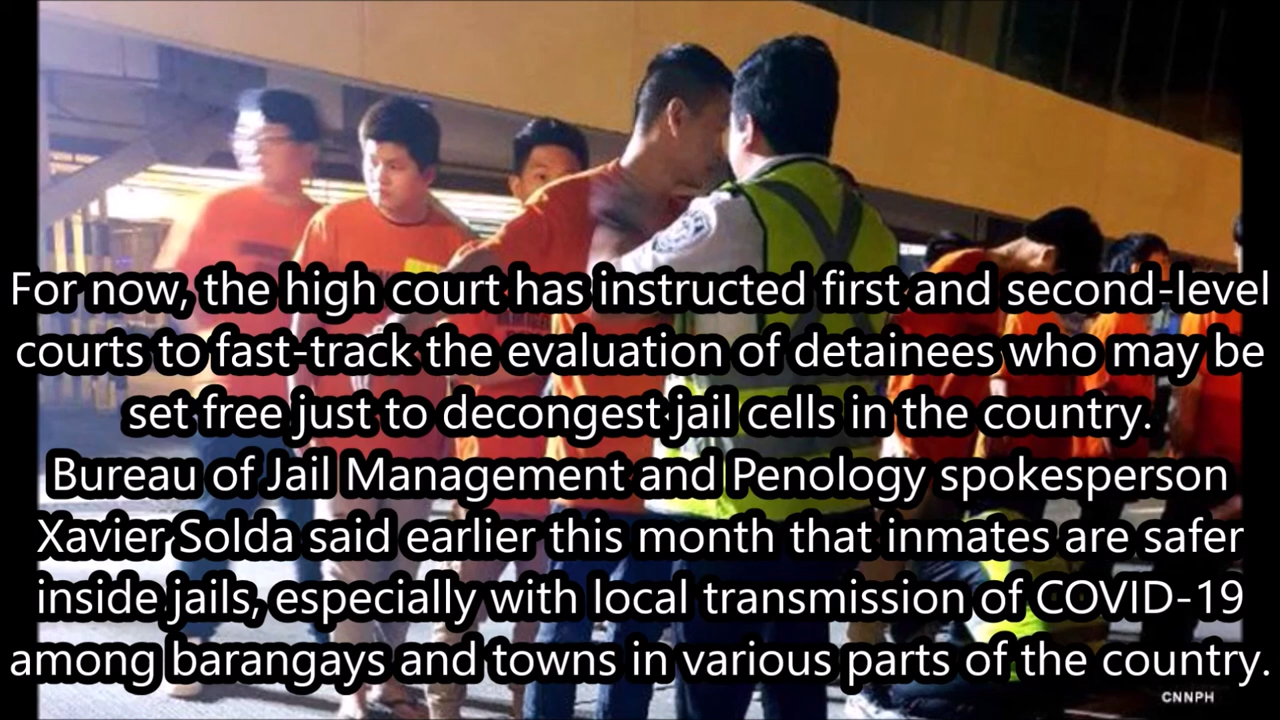 For now, the high court has instructed first and second-level
courts to fast-track the evaluation of detainees who may be
set free just to decongest jail cells in the country.
Bureau of Jail Management and Penology spokesperson
Xavier Solda said earlier this month that inmates are safer
inside jails, especially with local transmission of COVID-19
among barangays and towns in various parts of the country.
CNNPH